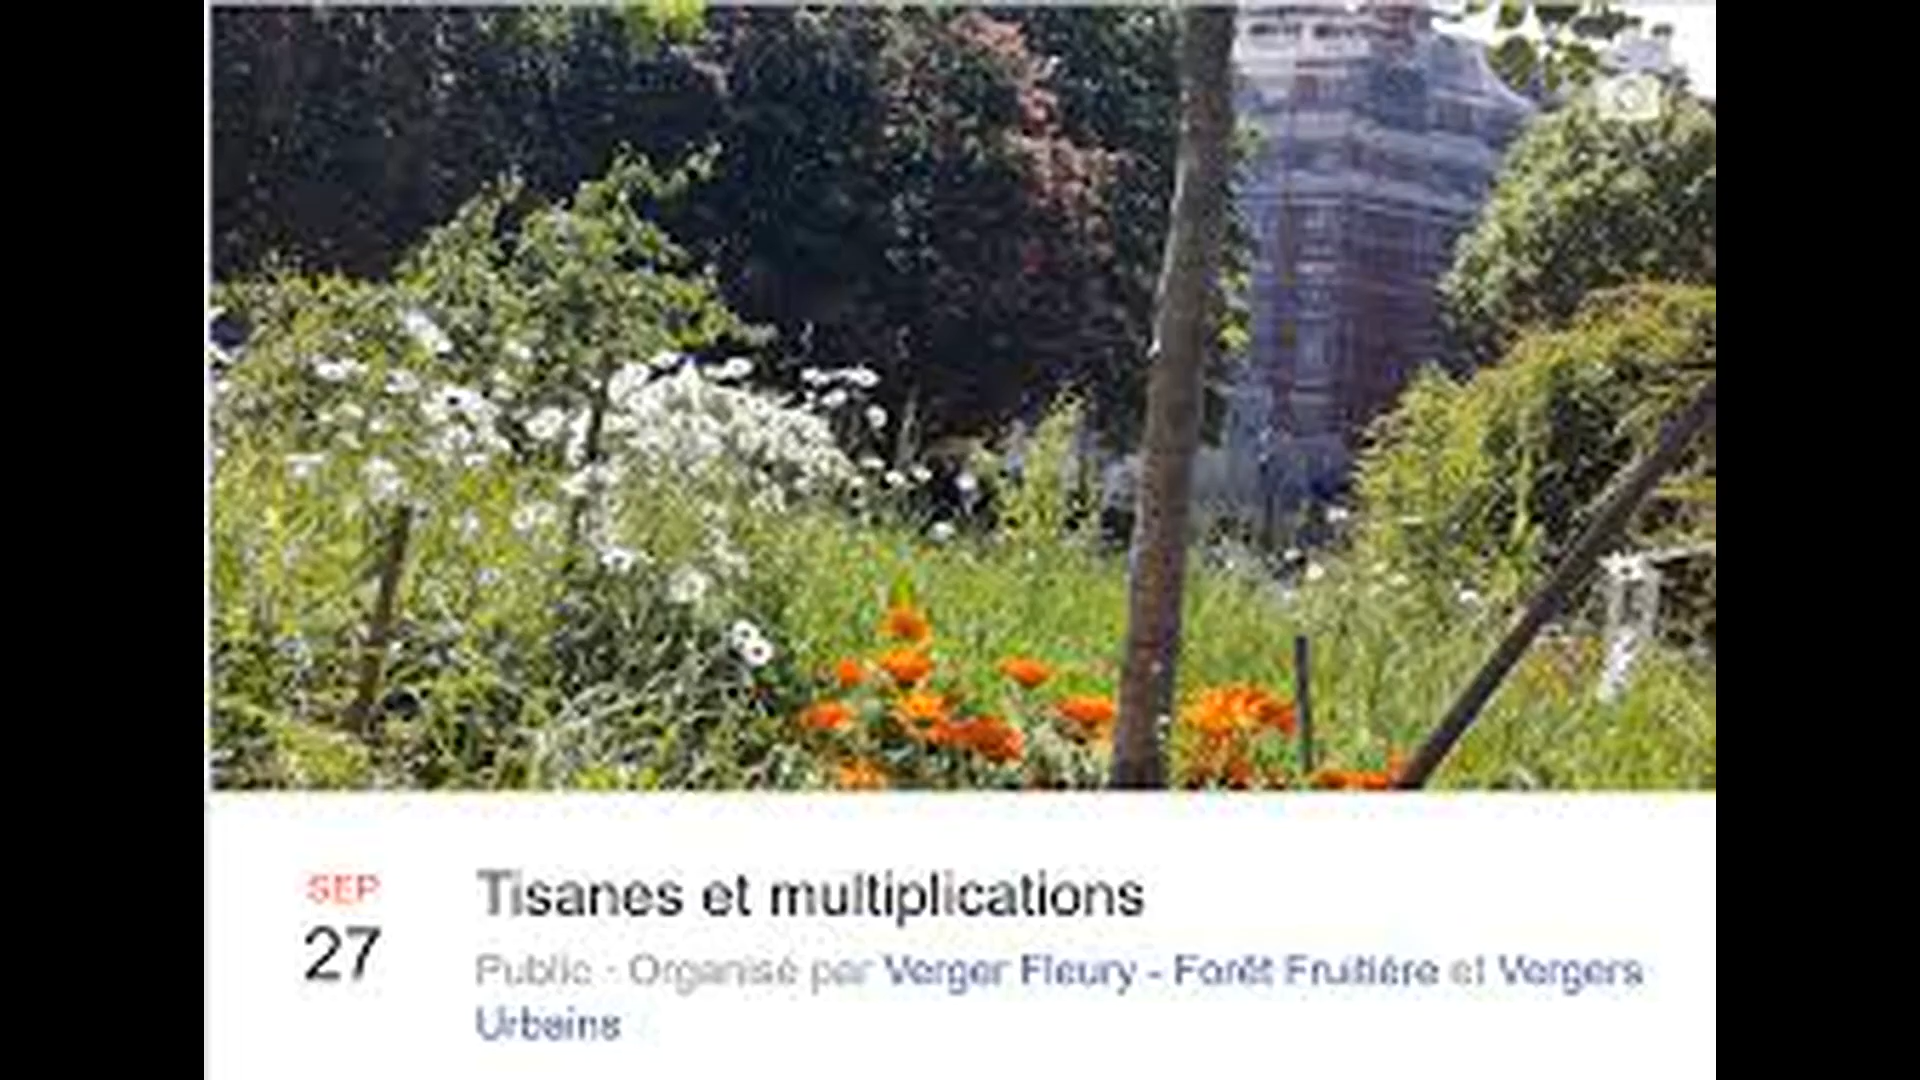 SEP
27
Tisanes et multiplications
Public · Organisé par Verger Fleury - Forêt Fruitière et Vergers
Urbains